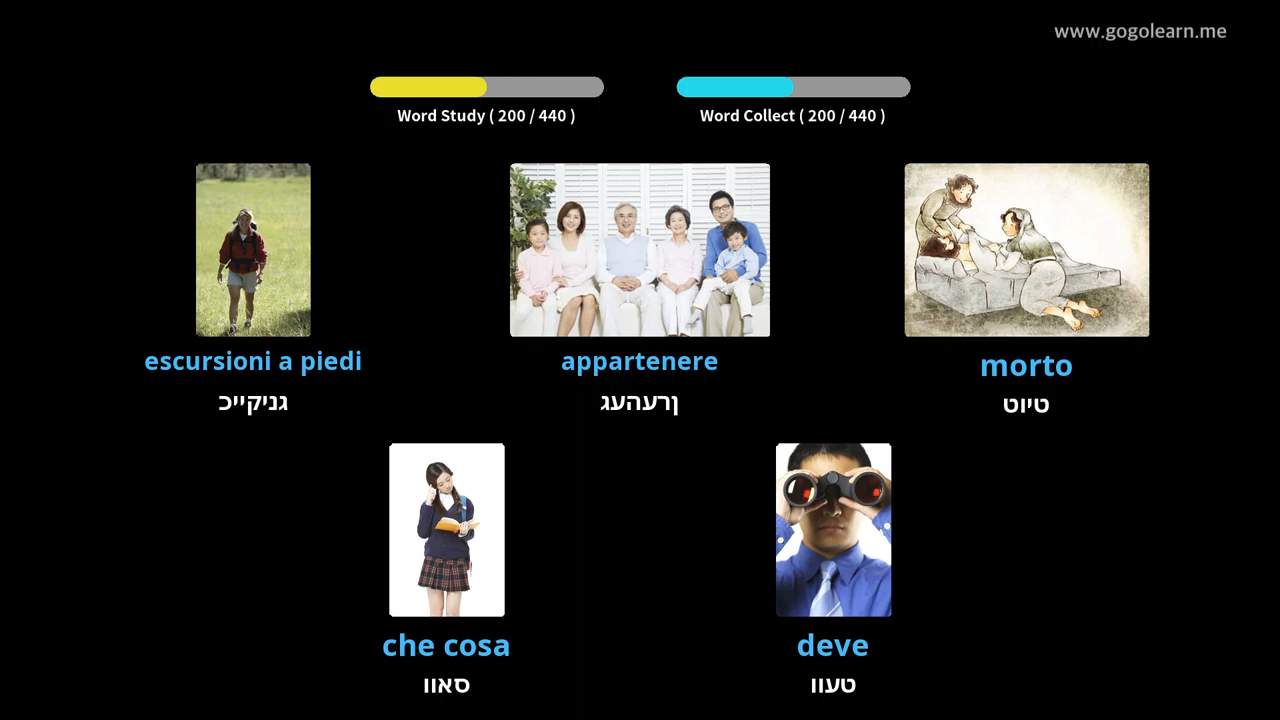 www.gogolearn.me
Word Study ( 200 / 440 )
Word Collect ( 200 / 440 )
escursioni a piedi
גניקייכ
appartenere
ןרעהעג
morto
טיוט
che cosa
סאוו
deve
טעוו